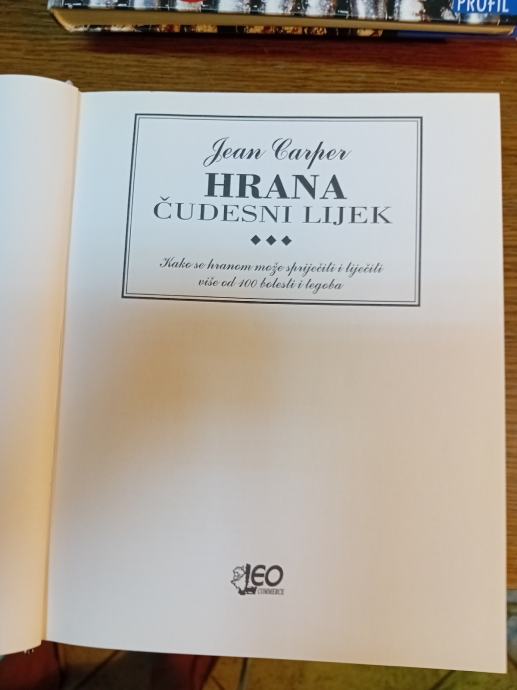 PROFIL
Jean Carper
HRANA
ČUDESNI LIJEK
Kako se hranom može spriječiti i liječiti
više od 100 bolesti i tegoba
LEO
COMMERCE